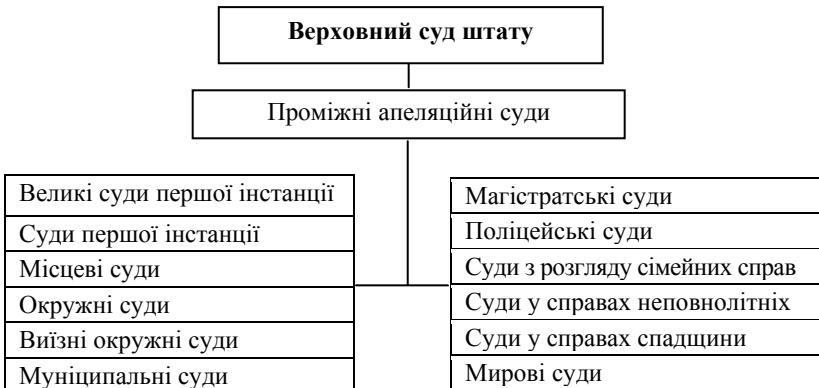 Верховний суд штату
Проміжні апеляційні суди
Великі суди першої інстанції
Суди першої інстанції
Місцеві суди
Окружні суди
Виїзні окружні суди
Муніципальні суди
Магістратські суди
Поліцейські суди
Суди з розгляду сімейних справ
Суди у справах неповнолітніх
Суди у справах спадщини
Мирові суди